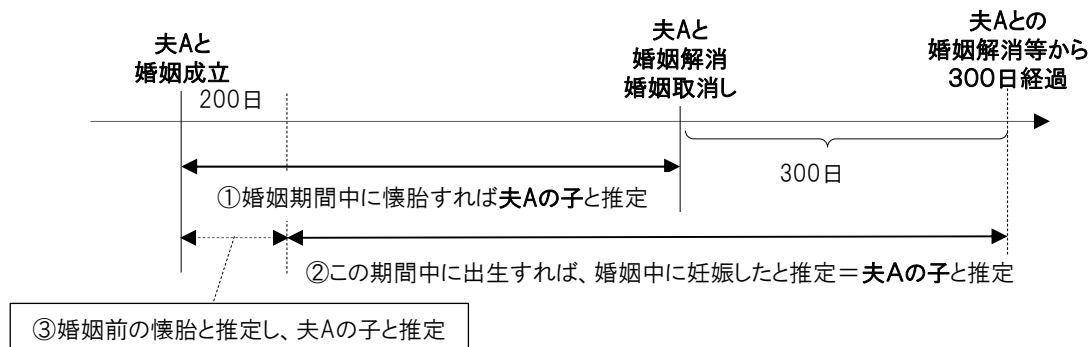 夫Aと
婚姻成立
夫Aと
婚姻解消
婚姻取消し
夫Aとの
婚姻解消等から
300日経過
200日
300日
①婚姻期間中に懐胎すれば夫Aの子と推定
②この期間中に出生すれば、婚姻中に妊娠したと推定＝夫Aの子と推定
③婚姻前の懐胎と推定し、夫Aの子と推定